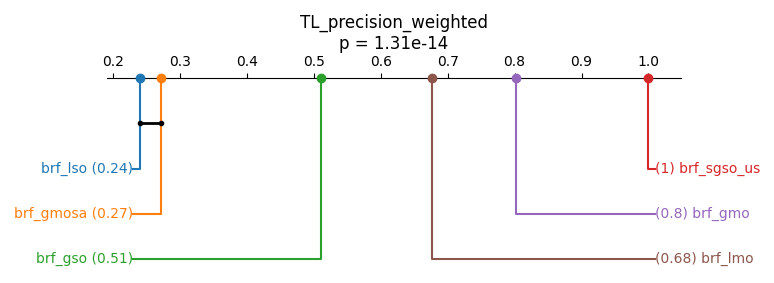 TL_precision_weighted
p = 1.31e-14
0.2 0.3 0.4 0.5 0.6 0.7 0.8 0.9 1.0
brf_lso (0.24) (1) brf_sgso_us
brf_gmosa (0.27) (0.8) brf_gmo
brf_gso (0.51) (0.68) brf_lmo